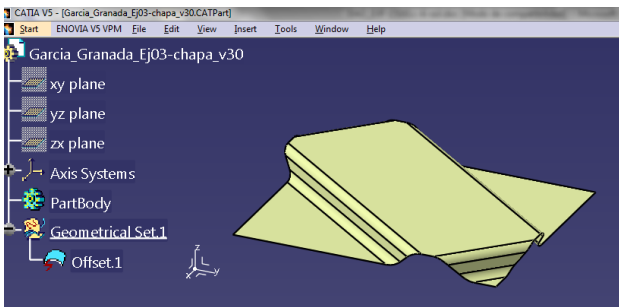 CATIA V5 - [Garcia_Granada_Ej03-chapa_v30.CATPart]
Start ENOVIA V5 VPM File Edit View Insert Tools Window Help
Garcia_Granada_Ej03-chapa_v30
xy plane
yz plane
zx plane
Axis Systems
PartBody
Geometrical Set.1
Offset.1
z
x y